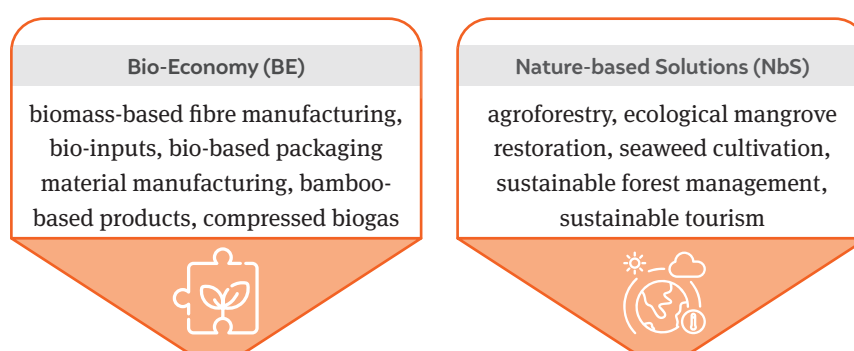 Bio-Economy (BE)
biomass-based fibre manufacturing,
bio-inputs, bio-based packaging
material manufacturing, bamboo-
based products, compressed biogas
Nature-based Solutions (NbS)
agroforestry, ecological mangrove
restoration, seaweed cultivation,
sustainable forest management,
sustainable tourism